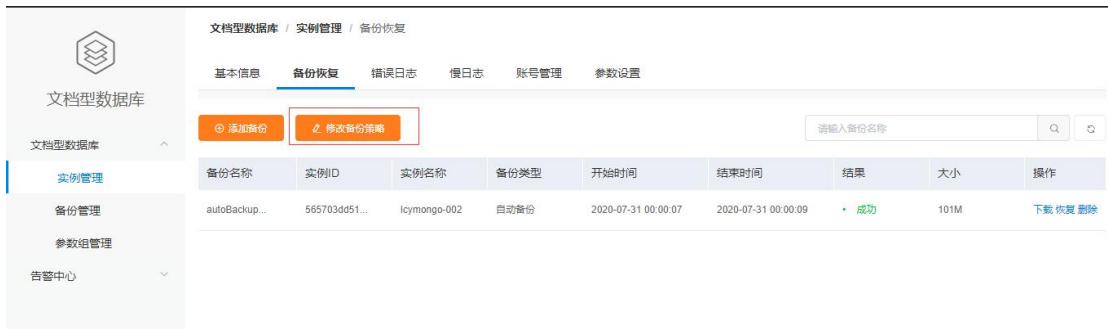 文档型数据库 / 实例管理 / 备份恢复
基本信息 备份恢复 错误日志 慢日志 账号管理 参数设置
文档型数据库
添加备份 修改备份策略 请输入备份名称
文档型数据库
实例管理
备份管理
参数组管理
告警中心
备份名称 实例ID 实例名称 备份类型 开始时间 结束时间 结果 大小 操作
autoBackup... 565703dd51... lcymongo-002 自动备份 2020-07-31 00:00:07 2020-07-31 00:00:09 成功 101M 下载 恢复 删除